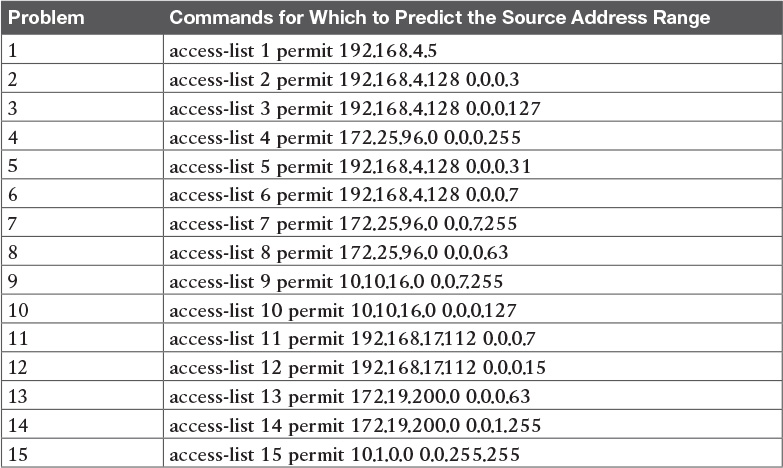 Problem Commands for Which to Predict the Source Address Range
1 access-list 1 permit 192.168.4.5
2 access-list 2 permit 192.168.4.128 0.0.0.3
3 access-list 3 permit 192.168.4.128 0.0.0.127
4 access-list 4 permit 172.25.96.0 0.0.0.255
5 access-list 5 permit 192.168.4.128 0.0.0.31
6 access-list 6 permit 192.168.4.128 0.0.0.7
7 access-list 7 permit 172.25.96.0 0.0.7.255
8 access-list 8 permit 172.25.96.0 0.0.0.63
9 access-list 9 permit 10.10.16.0 0.0.7.255
10 access-list 10 permit 10.10.16.0 0.0.0.127
11 access-list 11 permit 192.168.17.112 0.0.0.7
12 access-list 12 permit 192.168.17.112 0.0.0.15
13 access-list 13 permit 172.19.200.0 0.0.0.63
14 access-list 14 permit 172.19.200.0 0.0.1.255
15 access-list 15 permit 10.1.0.0 0.0.255.255